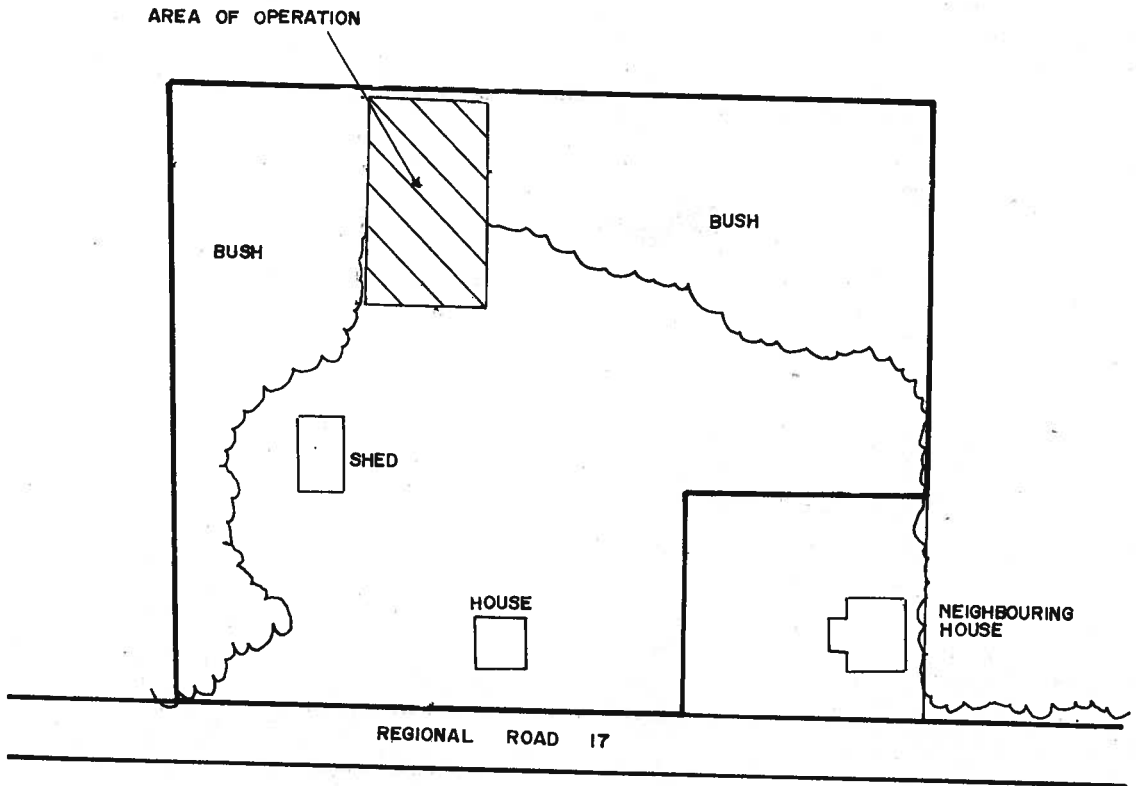 AREA OF OPERATION
BUSH
BUSH
SHED
HOUSE
NEIGHBOURING
HOUSE
REGIONAL ROAD 17